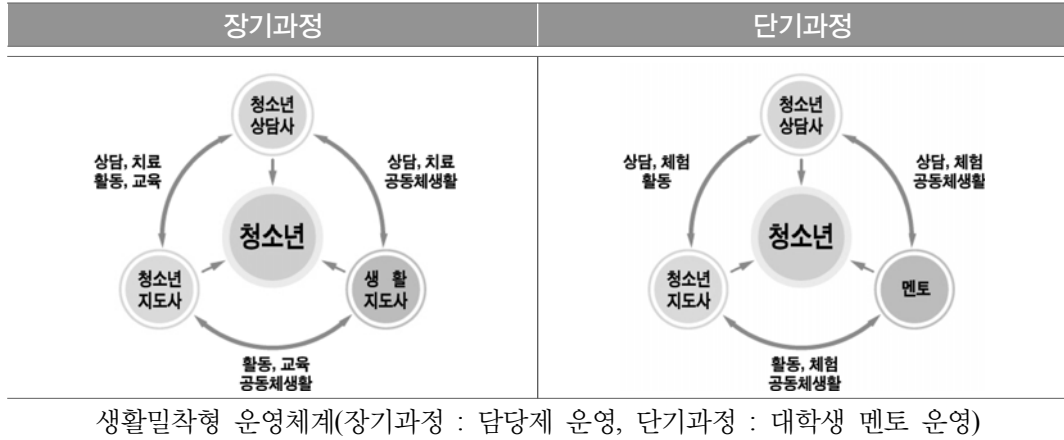 장기과정
단기과정
청소년
상담사
상담, 치료
활동, 교육
상담, 치료
공동체생활
청소년
청소년
지도사
생 활
지도사
활동, 교육
공동체생활
청소년
상담사
상담, 체험
활동
상담, 체험
공동체생활
청소년
청소년
지도사
멘토
활동, 체험
공동체생활
생활밀착형 운영체계(장기과정 : 담당제 운영, 단기과정 : 대학생 멘토 운영)